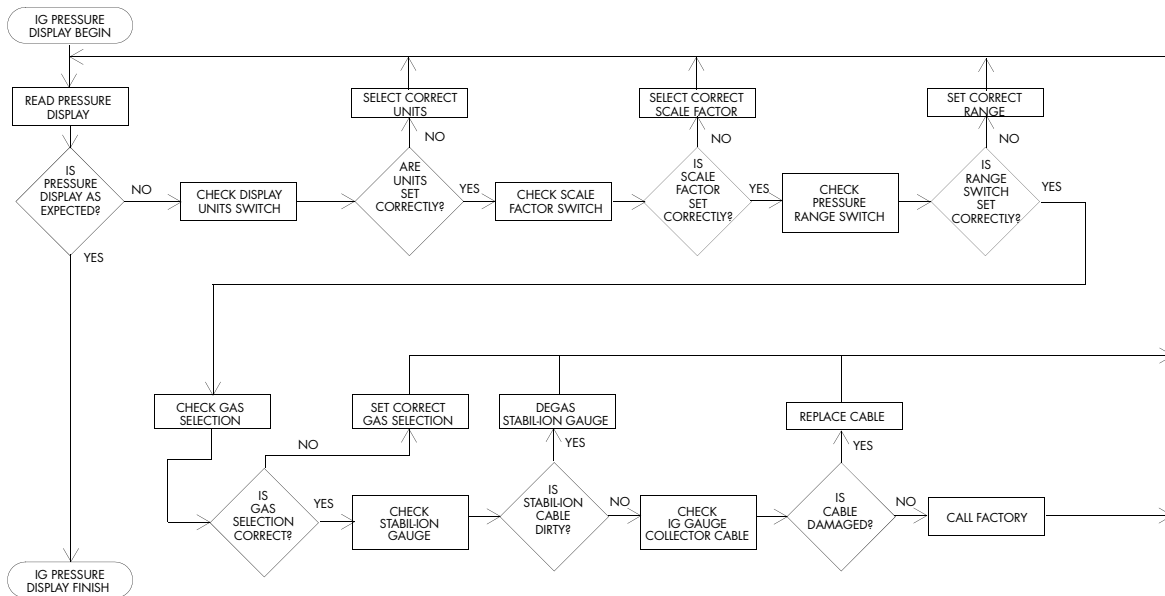 IG PRESSURE
DISPLAY BEGIN
READ PRESSURE
DISPLAY
SELECT CORRECT
UNITS
SELECT CORRECT
SCALE FACTOR
SET CORRECT
RANGE
NO
NO
NO
IS
PRESSURE
DISPLAY AS
EXPECTED?
NO
CHECK DISPLAY
UNITS SWITCH
ARE
UNITS
SET
CORRECTLY?
YES
CHECK SCALE
FACTOR SWITCH
IS
SCALE
FACTOR
SET
CORRECTLY?
YES
CHECK
PRESSURE
RANGE SWITCH
IS
RANGE
SWITCH
SET
CORRECTLY?
YES
YES
CHECK GAS
SELECTION
SET CORRECT
GAS SELECTION
DEGAS
STABIL-ION GAUGE
REPLACE CABLE
NO
YES
YES
IS
GAS
SELECTION
CORRECT?
YES
CHECK
STABIL-ION
GAUGE
IS
STABIL-ION
CABLE
DIRTY?
NO
CHECK
IG GAUGE
COLLECTOR CABLE
IS
CABLE
DAMAGED?
NO
CALL FACTORY
IG PRESSURE
DISPLAY FINISH